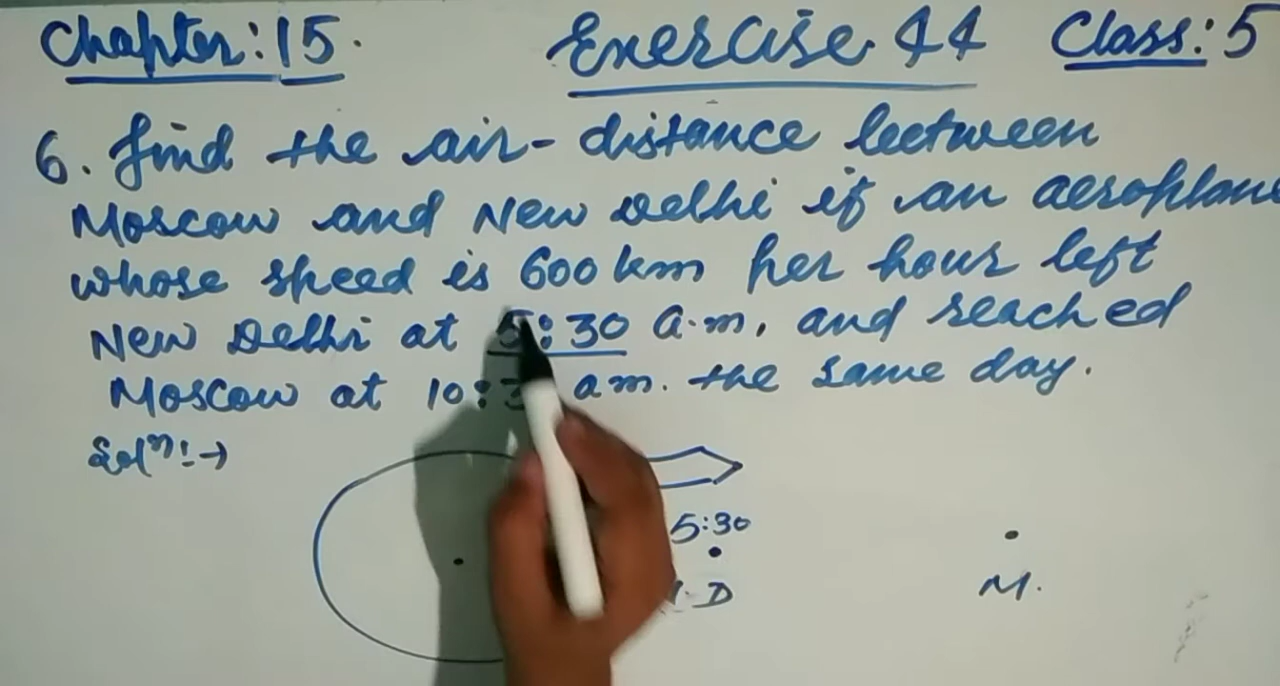 Chapter: 15. Exercise 44 Class: 5
6. find the air-distance between
Moscow and New Delhi if an aeroplane
whose speed is 600 km per hour left
New Delhi at 5:30 a.m. and reached
Moscow at 10:3 am. the same day.
Solⁿ:→
5:30
D
M.